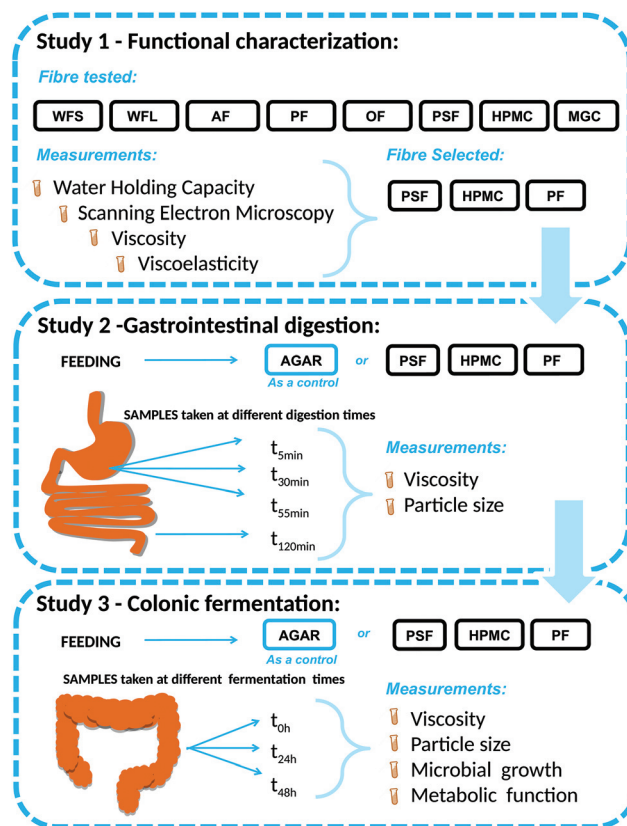 Study 1 - Functional characterization:
Fibre tested:
WFS WFL AF PF OF PSF HPMC MGC
Measurements:
Water Holding Capacity
Scanning Electron Microscopy
Viscosity
Viscoelasticity
Fibre Selected:
PSF HPMC PF
Study 2 -Gastrointestinal digestion:
FEEDING AGAR or PSF HPMC PF
As a control
SAMPLES taken at different digestion times
t5min
t30min
t55min
t120min
Measurements:
Viscosity
Particle size
Study 3 - Colonic fermentation:
FEEDING AGAR or PSF HPMC PF
As a control
SAMPLES taken at different fermentation times
t0h
t24h
t48h
Measurements:
Viscosity
Particle size
Microbial growth
Metabolic function